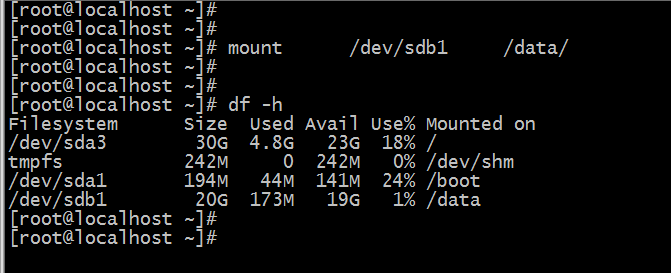 [root@localhost ~]#
[root@localhost ~]#
[root@localhost ~]# mount /dev/sdb1 /data/
[root@localhost ~]#
[root@localhost ~]#
[root@localhost ~]# df -h
Filesystem Size Used Avail Use% Mounted on
/dev/sda3 30G 4.8G 23G 18% /
tmpfs 242M 0 242M 0% /dev/shm
/dev/sda1 194M 44M 141M 24% /boot
/dev/sdb1 20G 173M 19G 1% /data
[root@localhost ~]#
[root@localhost ~]#